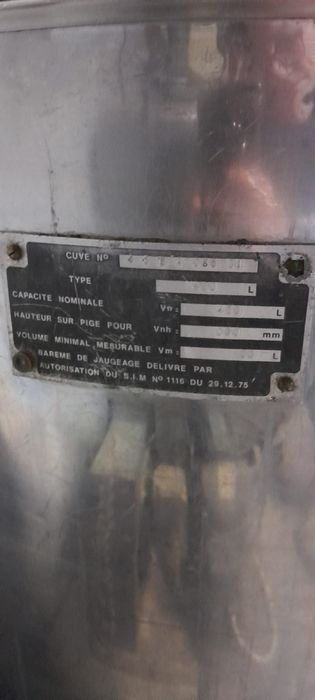 CUVE Nº
TYPE L
CAPACITE NOMINALE Vn: L
HAUTEUR SUR PIGE POUR Vnh: mm
VOLUME MINIMAL MESURABLE Vm: L
BAREME DE JAUGEAGE DELIVRE PAR
AUTORISATION DU S.I.M Nº 1116 DU 29.12.75